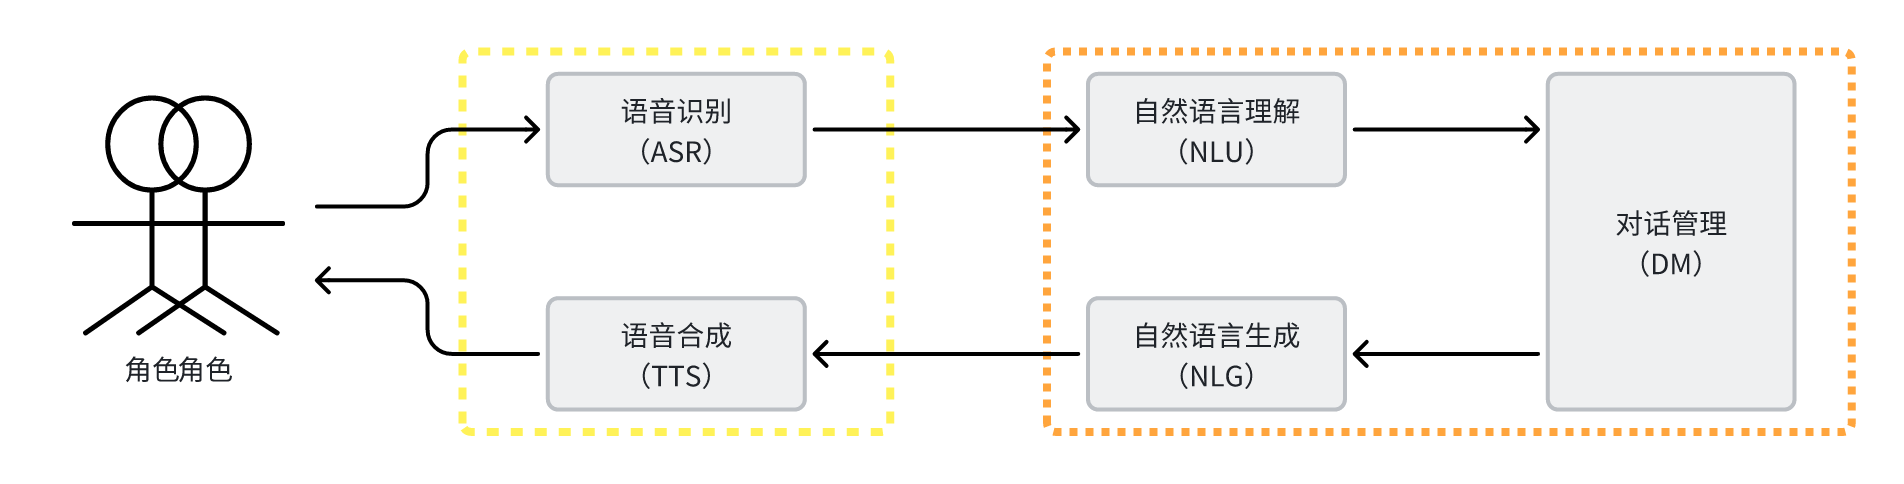 语音识别
（ASR）
自然语言理解
（NLU）
对话管理
（DM）
语音合成
（TTS）
自然语言生成
（NLG）
角色角色